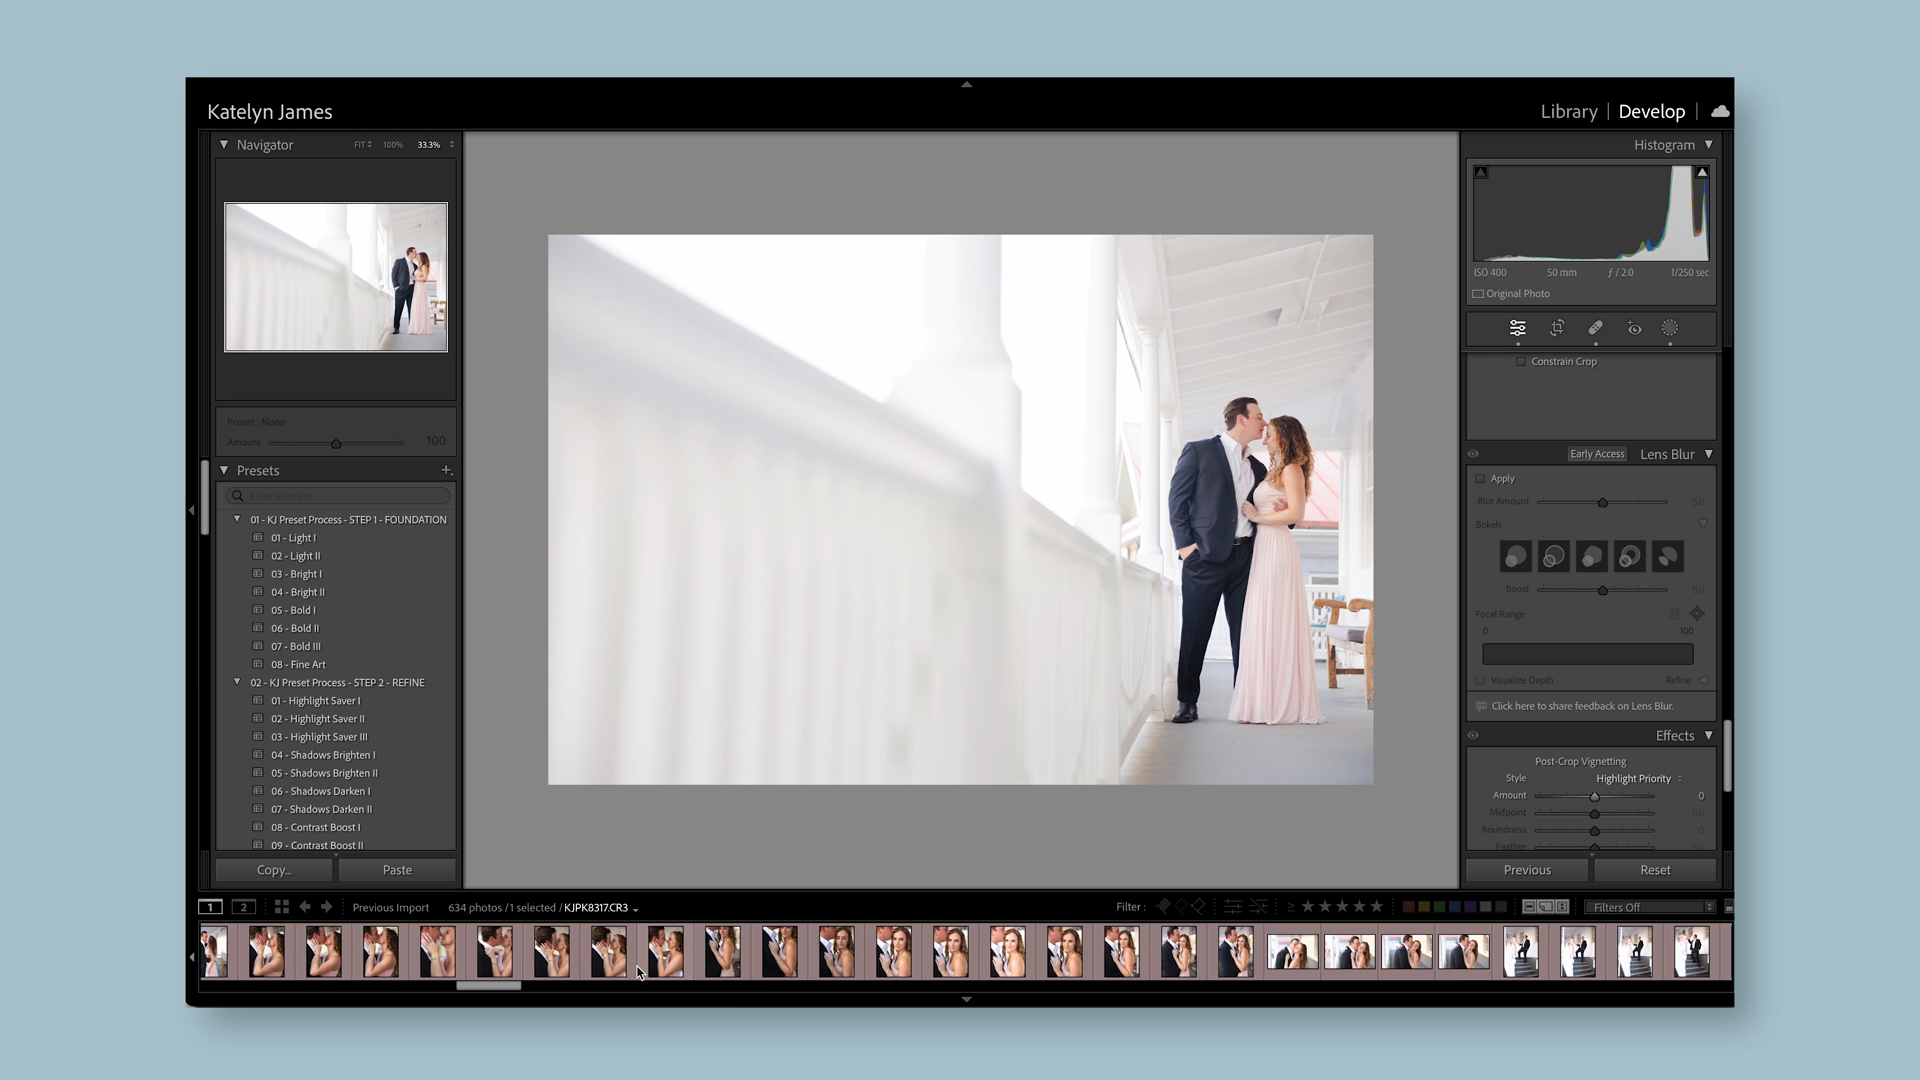 Katelyn James
Library | Develop |
Navigator FIT 100% 33.3%
Preset: None
Amount 100
Presets +
Filter Presets
01 - KJ Preset Process - STEP 1 - FOUNDATION
01 - Light I
02 - Light II
03 - Bright I
04 - Bright II
05 - Bold I
06 - Bold II
07 - Bold III
08 - Fine Art
02 - KJ Preset Process - STEP 2 - REFINE
01 - Highlight Saver I
02 - Highlight Saver II
03 - Highlight Saver III
04 - Shadows Brighten I
05 - Shadows Brighten II
06 - Shadows Darken I
07 - Shadows Darken II
08 - Contrast Boost I
09 - Contrast Boost II
Copy... Paste
Histogram
ISO 400 50 mm ƒ / 2.0 1/250 sec
Original Photo
Constrain Crop
Early Access Lens Blur
Apply
Blur Amount 50
Bokeh
Boost 50
Focal Range
0 100
Visualize Depth Refine
Click here to share feedback on Lens Blur.
Effects
Post-Crop Vignetting
Style Highlight Priority
Amount 0
Midpoint 50
Roundness 0
Feather 50
Previous Reset
1 2 Previous Import 634 photos / 1 selected / KJPK8317.CR3 Filter : ≥ ★ ★ ★ ★ ★ Filters Off